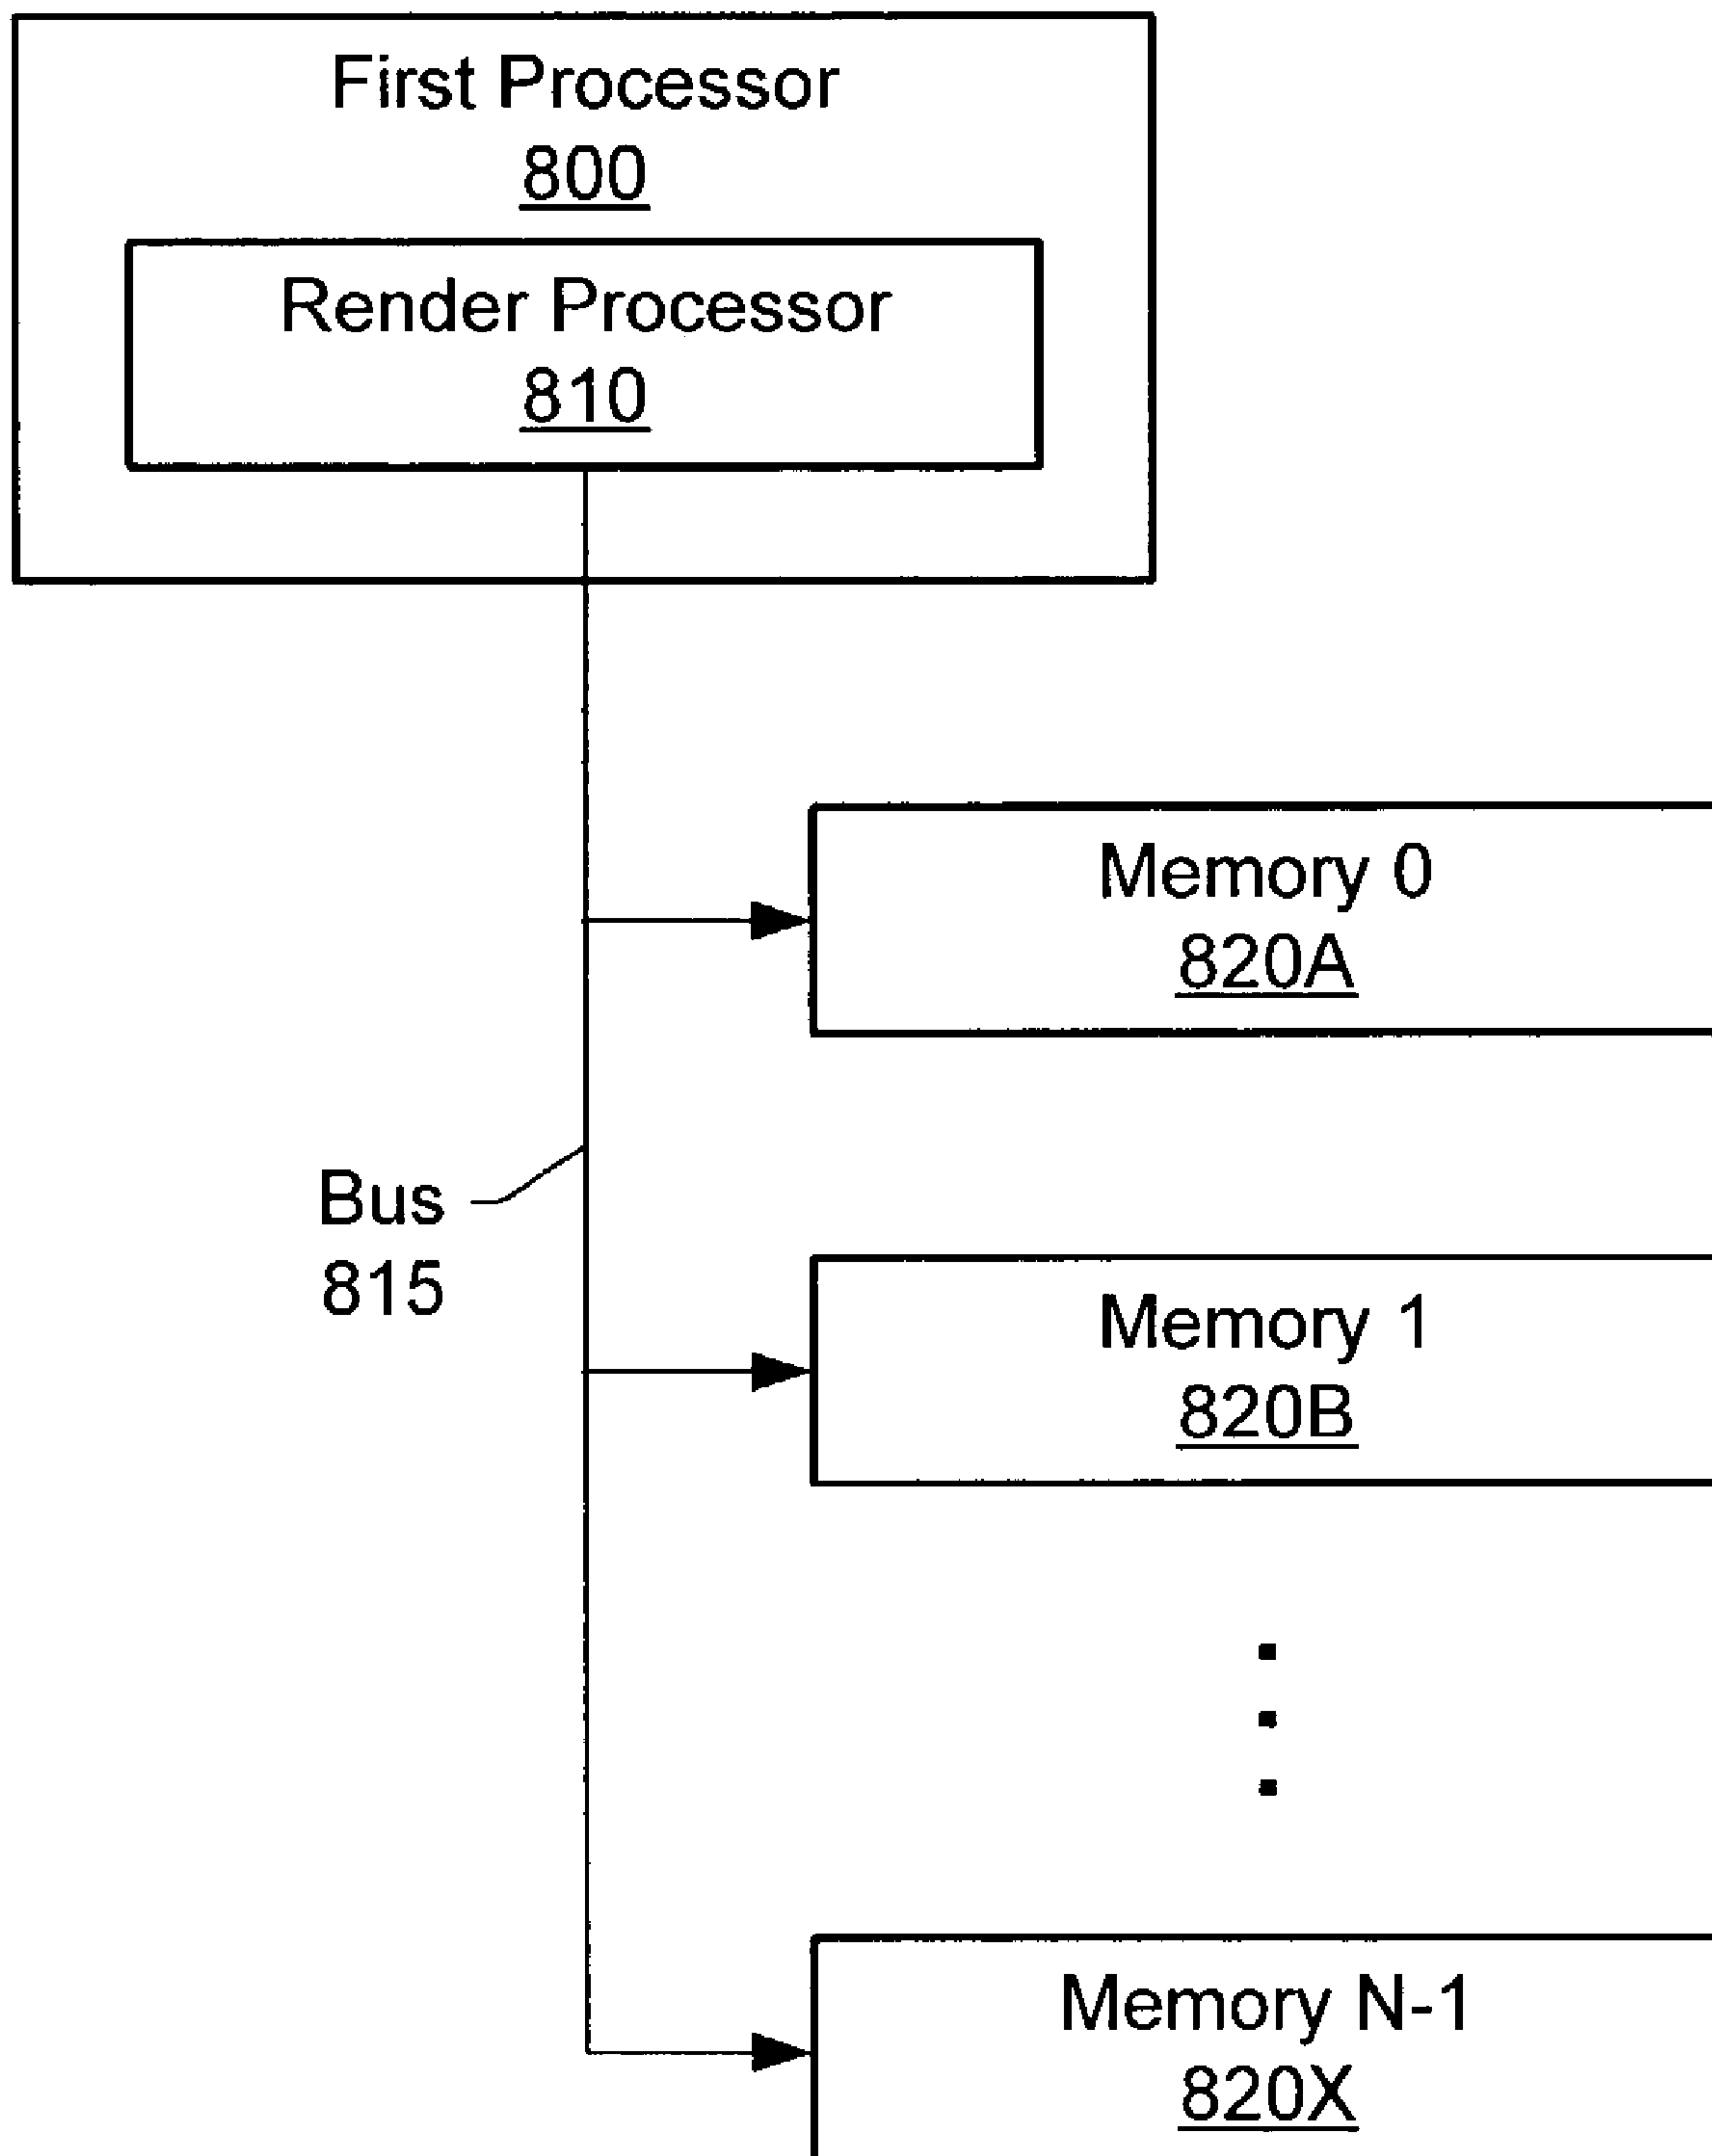 First Processor
800
Render Processor
810
Memory 0
820A
Bus
815
Memory 1
820B
Memory N-1
820X